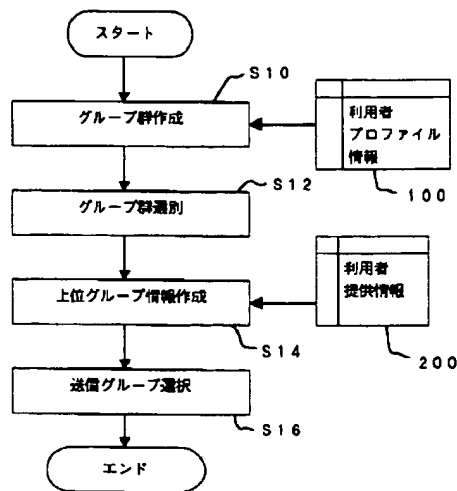 スタート
S10
グループ群作成
利用者
プロファイル
情報
100
S12
グループ群選別
利用者
提供情報
200
上位グループ情報作成
S14
送信グループ選択
S16
エンド